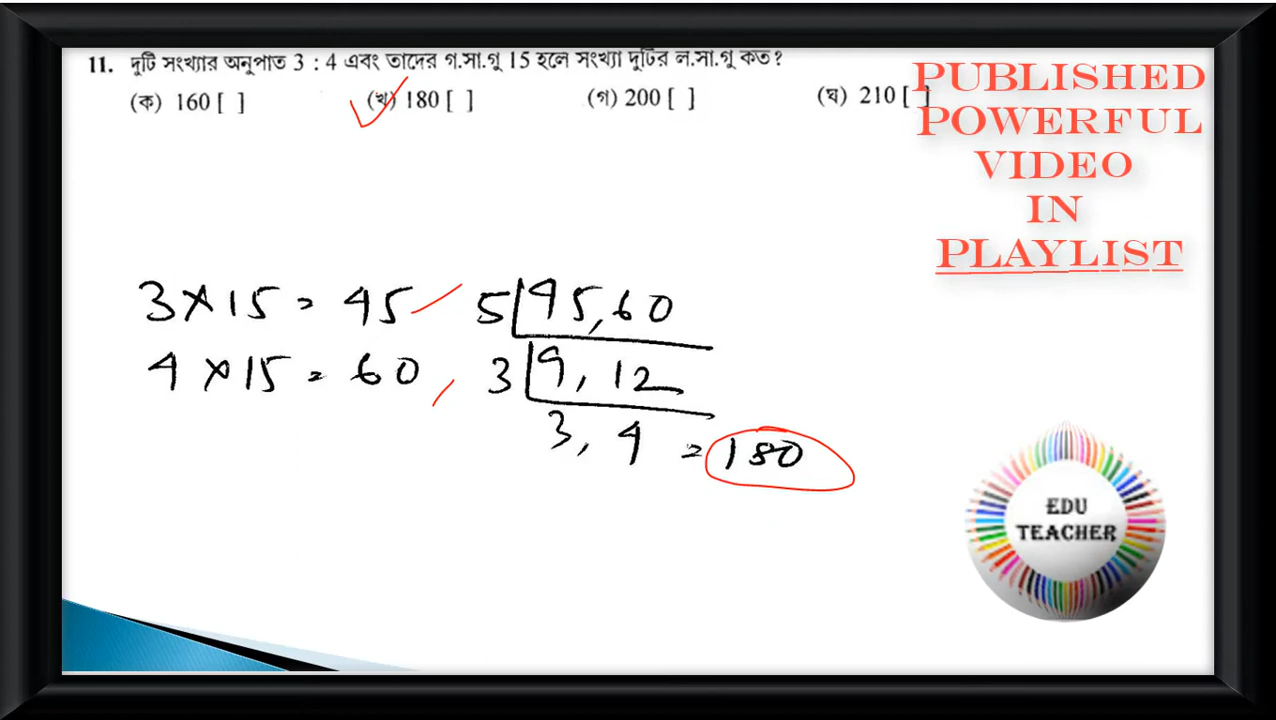 11. দুটি সংখ্যার অনুপাত 3 : 4 এবং তাদের গ.সা.গু 15 হলে সংখ্যা দুটির ল.সা.গু কত?
(ক) 160 [ ] (খ) 180 [ ] (গ) 200 [ ] (ঘ) 210 [ ]
PUBLISHED
POWERFUL
VIDEO
IN
PLAYLIST
3 × 15 = 45
4 × 15 = 60
5 | 45, 60
3 | 9, 12
3, 4 = 180
EDU
TEACHER